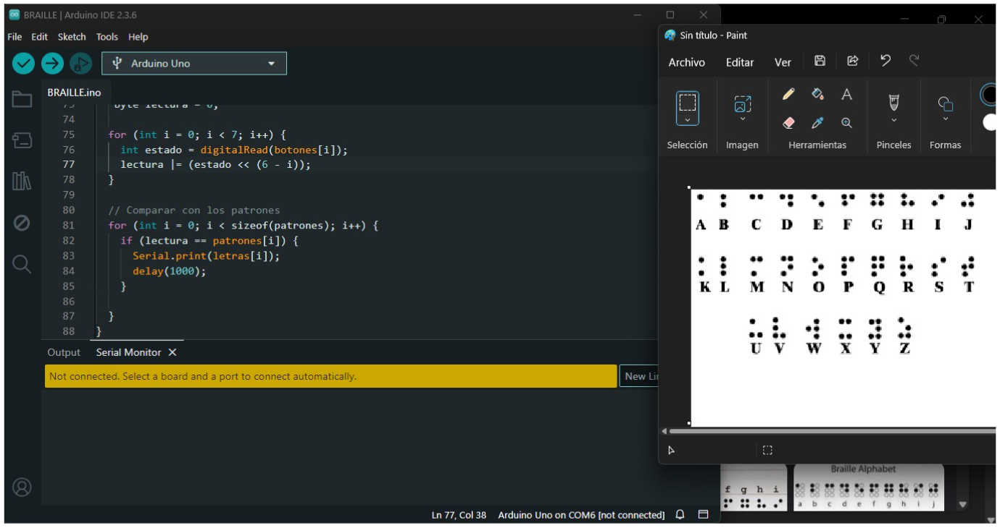 BRAILLE | Arduino IDE 2.3.6
File Edit Sketch Tools Help
Arduino Uno
BRAILLE.ino
74
75 for (int i = 0; i < 7; i++) {
76 int estado = digitalRead(botones[i]);
77 lectura |= (estado << (6 - i));
78 }
79
80 // Comparar con los patrones
81 for (int i = 0; i < sizeof(patrones); i++) {
82 if (lectura == patrones[i]) {
83 Serial.print(letras[i]);
84 delay(1000);
85 }
86
87 }
88 }
Output Serial Monitor
Not connected. Select a board and a port to connect automatically.
New Li
Ln 77, Col 38 Arduino Uno on COM6 [not connected]
Sin título - Paint
Archivo Editar Ver
Selección Imagen Herramientas Pinceles Formas
A B C D E F G H I J
K L M N O P Q R S T
U V W X Y Z
f g h i
Braille Alphabet
a b c d e f g h i j